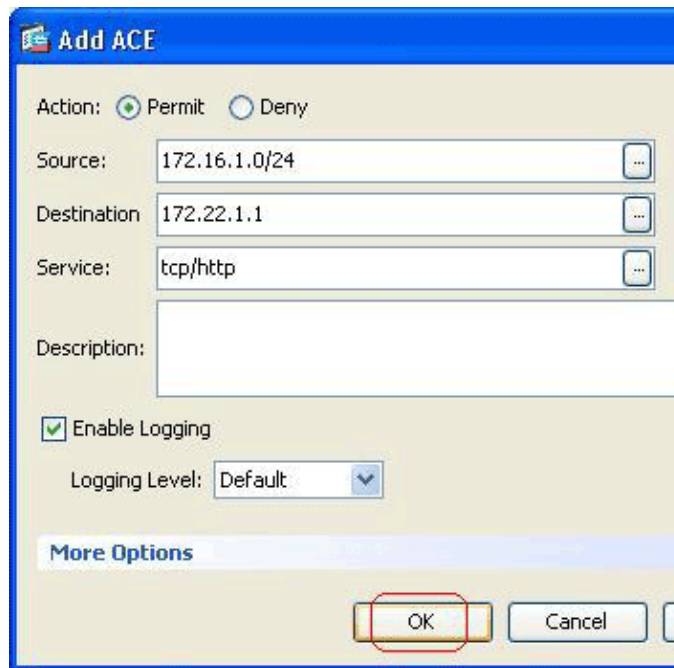 Add ACE
Action: Permit Deny
Source: 172.16.1.0/24 ...
Destination 172.22.1.1 ...
Service: tcp/http ...
Description:
Enable Logging
Logging Level: Default
More Options
OK Cancel